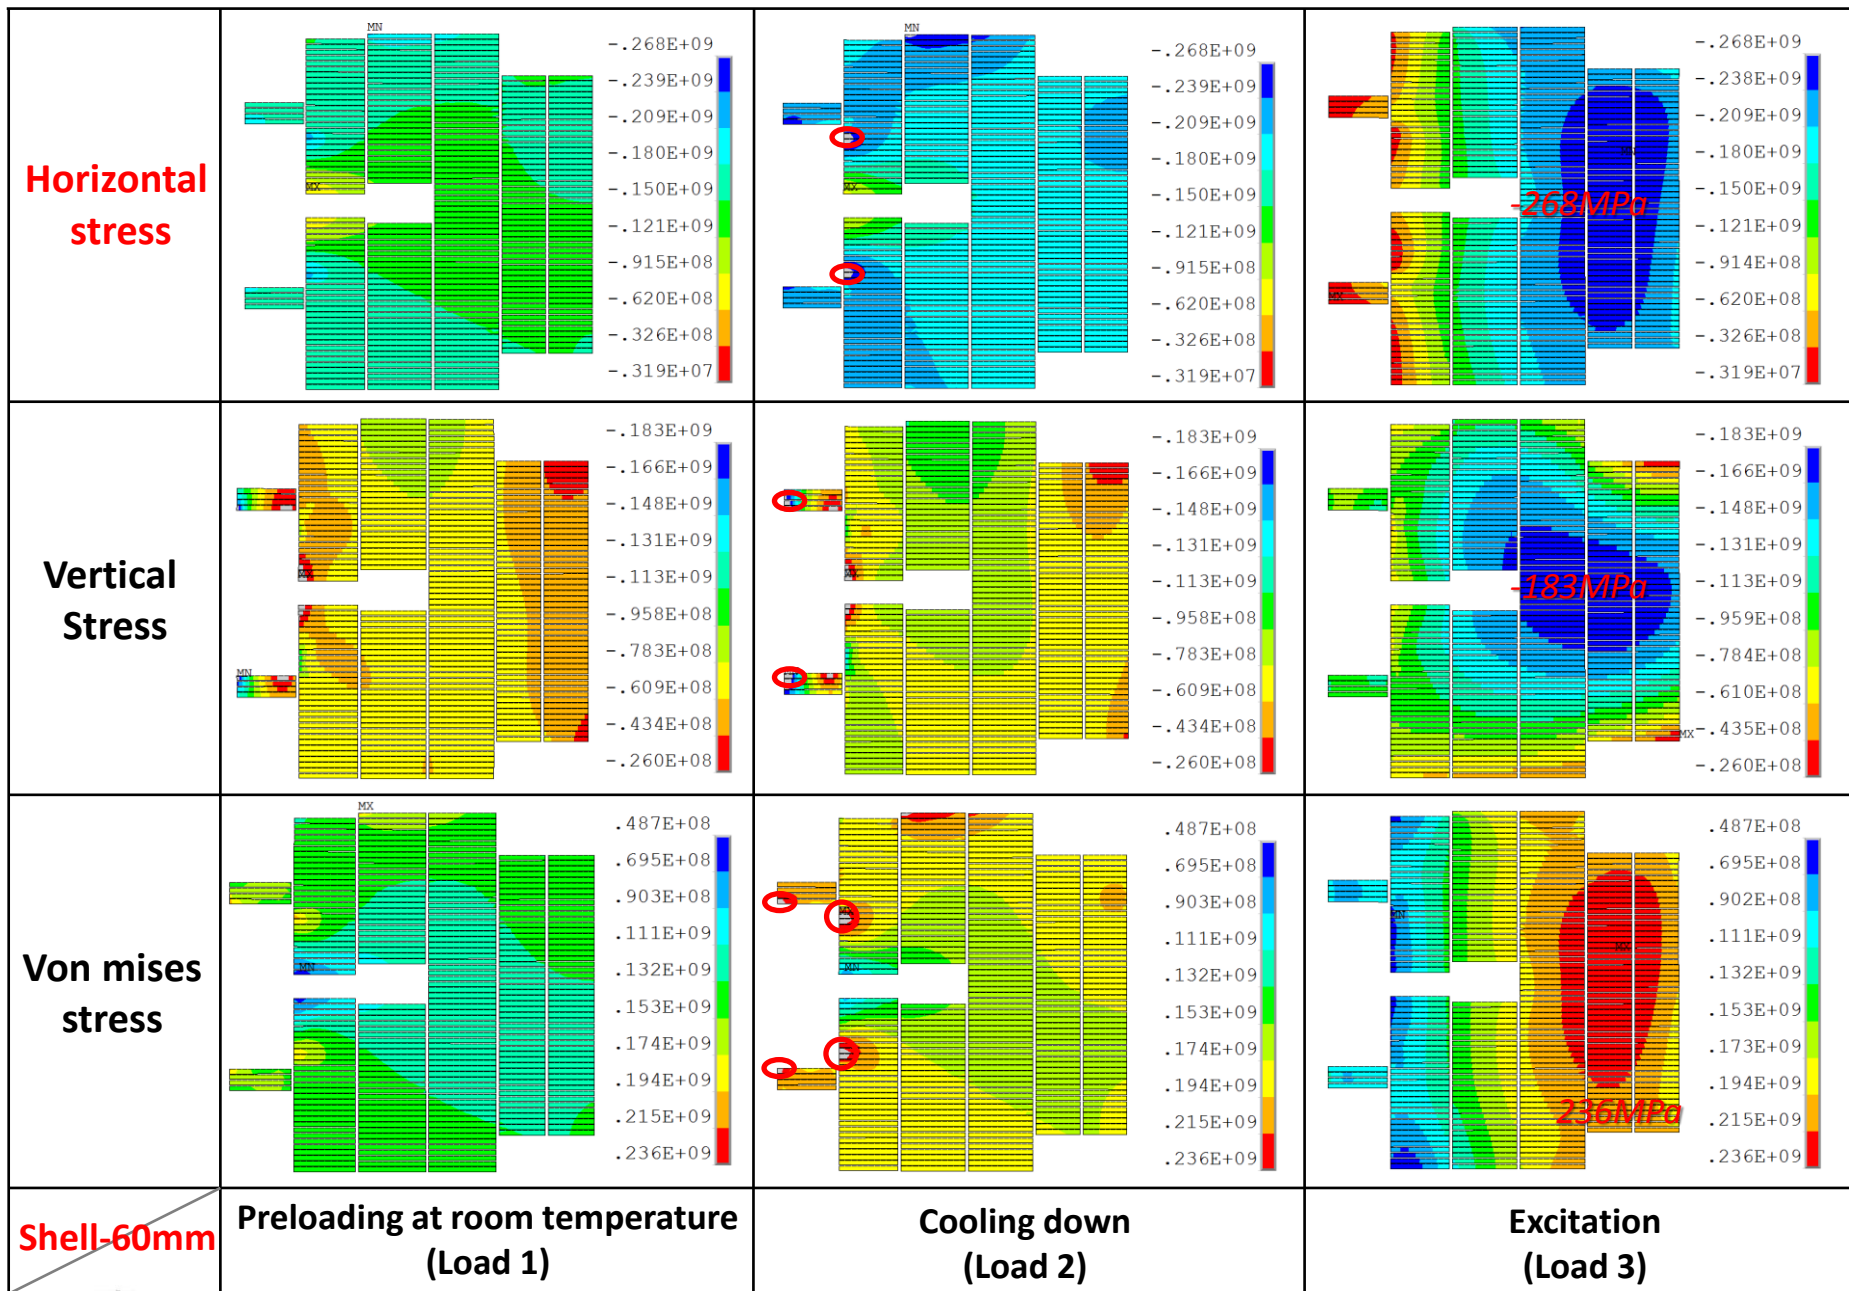 Horizontal
stress
MN
MX
-.268E+09
-.239E+09
-.209E+09
-.180E+09
-.150E+09
-.121E+09
-.915E+08
-.620E+08
-.326E+08
-.319E+07
MN
MX
-.268E+09
-.239E+09
-.209E+09
-.180E+09
-.150E+09
-.121E+09
-.915E+08
-.620E+08
-.326E+08
-.319E+07
MN
-268MPa
MX
-.268E+09
-.238E+09
-.209E+09
-.180E+09
-.150E+09
-.121E+09
-.914E+08
-.620E+08
-.326E+08
-.319E+07
Vertical
Stress
MX
MN
-.183E+09
-.166E+09
-.148E+09
-.131E+09
-.113E+09
-.958E+08
-.783E+08
-.609E+08
-.434E+08
-.260E+08
-.183E+09
-.166E+09
-.148E+09
-.131E+09
-.113E+09
-.958E+08
-.783E+08
-.609E+08
-.434E+08
-.260E+08
-183MPa
MX
-.183E+09
-.166E+09
-.148E+09
-.131E+09
-.113E+09
-.959E+08
-.784E+08
-.610E+08
-.435E+08
-.260E+08
Von mises
stress
MX
MN
.487E+08
.695E+08
.903E+08
.111E+09
.132E+09
.153E+09
.174E+09
.194E+09
.215E+09
.236E+09
MX
MN
.487E+08
.695E+08
.903E+08
.111E+09
.132E+09
.153E+09
.174E+09
.194E+09
.215E+09
.236E+09
MN
MX
236MPa
.487E+08
.695E+08
.902E+08
.111E+09
.132E+09
.153E+09
.173E+09
.194E+09
.215E+09
.236E+09
Shell-60mm
Preloading at room temperature
(Load 1)
Cooling down
(Load 2)
Excitation
(Load 3)